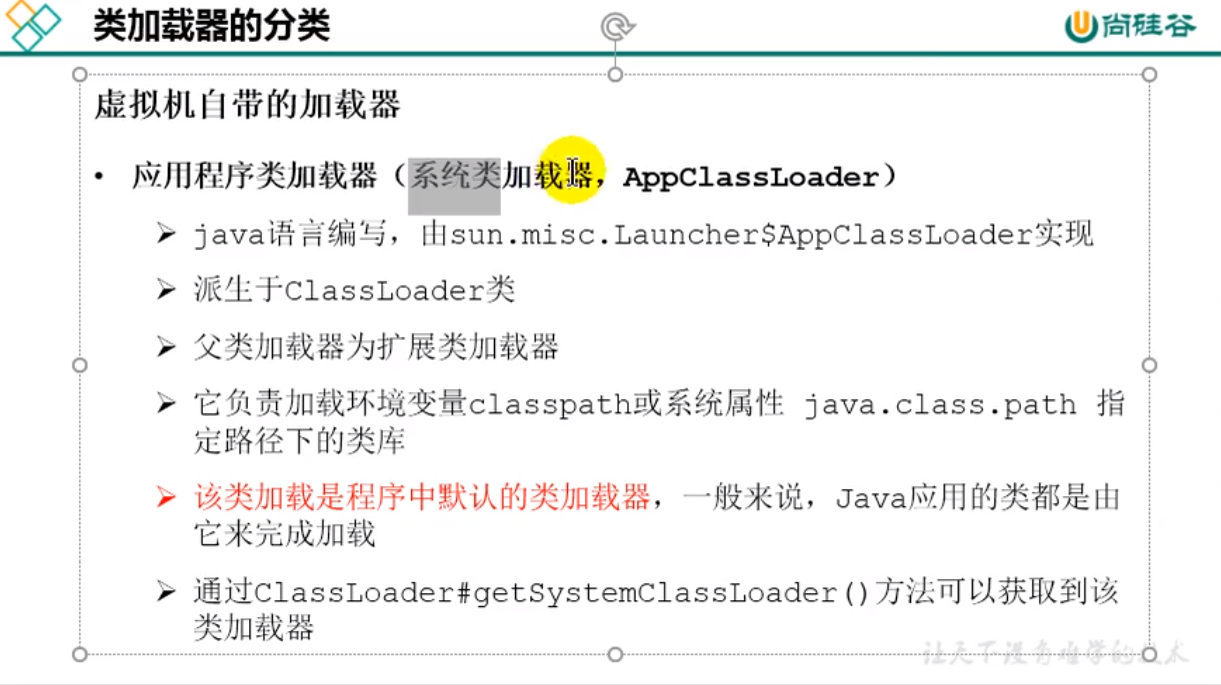 类加载器的分类
尚硅谷
虚拟机自带的加载器
• 应用程序类加载器（系统类加载器，AppClassLoader）
➢ java语言编写，由sun.misc.Launcher$AppClassLoader实现
➢ 派生于ClassLoader类
➢ 父类加载器为扩展类加载器
➢ 它负责加载环境变量classpath或系统属性 java.class.path 指
定路径下的类库
➢ 该类加载是程序中默认的类加载器，一般来说，Java应用的类都是由
它来完成加载
➢ 通过ClassLoader#getSystemClassLoader()方法可以获取到该
类加载器
让天下没有难学的技术